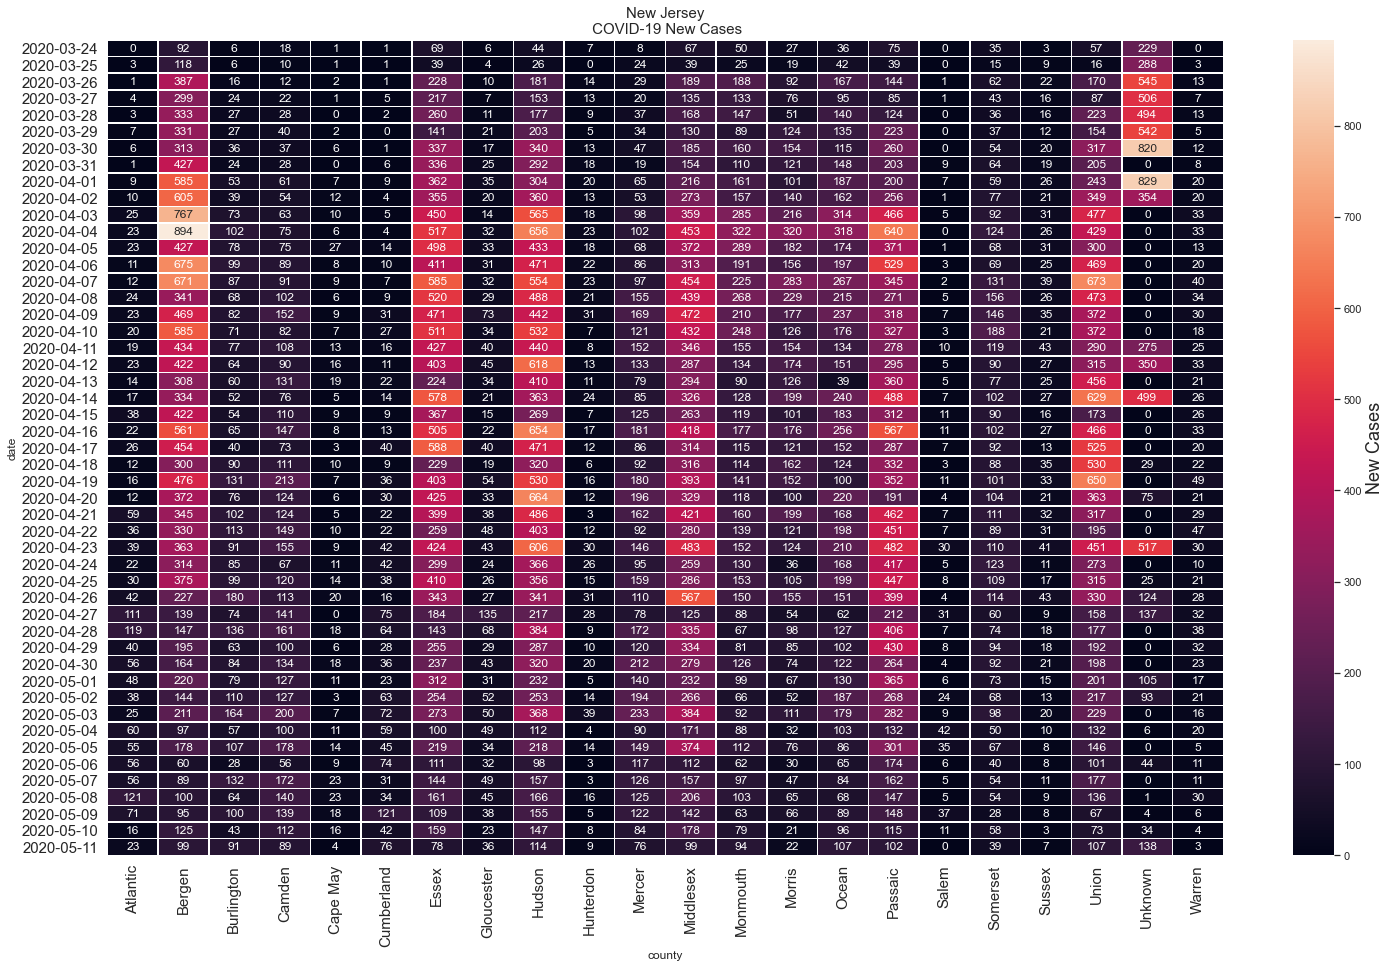 New Jersey
COVID-19 New Cases
2020-03-24 0 92 6 18 1 1 69 6 44 7 8 67 50 27 36 75 0 35 3 57 229 0
2020-03-25 3 118 6 10 1 1 39 4 26 0 24 39 25 19 42 39 0 15 9 16 288 3
2020-03-26 1 387 16 12 2 1 228 10 181 14 29 189 188 92 167 144 1 62 22 170 545 13
2020-03-27 4 299 24 22 1 5 217 7 153 13 20 135 133 76 95 85 1 43 16 87 506 7
2020-03-28 3 333 27 28 0 2 260 11 177 9 37 168 147 51 140 124 0 36 16 223 494 13
2020-03-29 7 331 27 40 2 0 141 21 203 5 34 130 89 124 135 223 0 37 12 154 542 5
2020-03-30 6 313 36 37 6 1 337 17 340 13 47 185 160 154 115 260 0 54 20 317 820 12
2020-03-31 1 427 24 28 0 6 336 25 292 18 19 154 110 121 148 203 9 64 19 205 0 8
2020-04-01 9 585 53 61 7 9 362 35 304 20 65 216 161 101 187 200 7 59 26 243 829 20
2020-04-02 10 605 39 54 12 4 355 20 360 13 53 273 157 140 162 256 1 77 21 349 354 20
2020-04-03 25 767 73 63 10 5 450 14 565 18 98 359 285 216 314 466 5 92 31 477 0 33
2020-04-04 23 894 102 75 6 4 517 32 656 23 102 453 322 320 318 640 0 124 26 429 0 33
2020-04-05 23 427 78 75 27 14 498 33 433 18 68 372 289 182 174 371 1 68 31 300 0 13
2020-04-06 11 675 99 89 8 10 411 31 471 22 86 313 191 156 197 529 3 69 25 469 0 20
2020-04-07 12 671 87 91 9 7 585 32 554 23 97 454 225 283 267 345 2 131 39 673 0 40
2020-04-08 24 341 68 102 6 9 520 29 488 21 155 439 268 229 215 271 5 156 26 473 0 34
2020-04-09 23 469 82 152 9 31 471 73 442 31 169 472 210 177 237 318 7 146 35 372 0 30
2020-04-10 20 585 71 82 7 27 511 34 532 7 121 432 248 126 176 327 3 188 21 372 0 18
2020-04-11 19 434 77 108 13 16 427 40 440 8 152 346 155 154 134 278 10 119 43 290 275 25
2020-04-12 23 422 64 90 16 11 403 45 618 13 133 287 134 174 151 295 5 90 27 315 350 33
2020-04-13 14 308 60 131 19 22 224 34 410 11 79 294 90 126 39 360 5 77 25 456 0 21
2020-04-14 17 334 52 76 5 14 578 21 363 24 85 326 128 199 240 488 7 102 27 629 499 26
2020-04-15 38 422 54 110 9 9 367 15 269 7 125 263 119 101 183 312 11 90 16 173 0 26
2020-04-16 22 561 65 147 8 13 505 22 654 17 181 418 177 176 256 567 11 102 27 466 0 33
2020-04-17 26 454 40 73 3 40 588 40 471 12 86 314 115 121 152 287 7 92 13 525 0 20
2020-04-18 12 300 90 111 10 9 229 19 320 6 92 316 114 162 124 332 3 88 35 530 29 22
2020-04-19 16 476 131 213 7 36 403 54 530 16 180 393 141 152 100 352 11 101 33 650 0 49
2020-04-20 12 372 76 124 6 30 425 33 664 12 196 329 118 100 220 191 4 104 21 363 75 21
2020-04-21 59 345 102 124 5 22 399 38 486 3 162 421 160 199 168 462 7 111 32 317 0 29
2020-04-22 36 330 113 149 10 22 259 48 403 12 92 280 139 121 198 451 7 89 31 195 0 47
2020-04-23 39 363 91 155 9 42 424 43 606 30 146 483 152 124 210 482 30 110 41 451 517 30
2020-04-24 22 314 85 67 11 42 299 24 366 26 95 259 130 36 168 417 5 123 11 273 0 10
2020-04-25 30 375 99 120 14 38 410 26 356 15 159 286 153 105 199 447 8 109 17 315 25 21
2020-04-26 42 227 180 113 20 16 343 27 341 31 110 567 150 155 151 399 4 114 43 330 124 28
2020-04-27 111 139 74 141 0 75 184 135 217 28 78 125 88 54 62 212 31 60 9 158 137 32
2020-04-28 119 147 136 161 18 64 143 68 384 9 172 335 67 98 127 406 7 74 18 177 0 38
2020-04-29 40 195 63 100 6 28 255 29 287 10 120 334 81 85 102 430 8 94 18 192 0 32
2020-04-30 56 164 84 134 18 36 237 43 320 20 212 279 126 74 122 264 4 92 21 198 0 23
2020-05-01 48 220 79 127 11 23 312 31 232 5 140 232 99 67 130 365 6 73 15 201 105 17
2020-05-02 38 144 110 127 3 63 254 52 253 14 194 266 66 52 187 268 24 68 13 217 93 21
2020-05-03 25 211 164 200 7 72 273 50 368 39 233 384 92 111 179 282 9 98 20 229 0 16
2020-05-04 60 97 57 100 11 59 100 49 112 4 90 171 88 32 103 132 42 50 10 132 6 20
2020-05-05 55 178 107 178 14 45 219 34 218 14 149 374 112 76 86 301 35 67 8 146 0 5
2020-05-06 56 60 28 56 9 74 111 32 98 3 117 112 62 30 65 174 6 40 8 101 44 11
2020-05-07 56 89 132 172 23 31 144 49 157 3 126 157 97 47 84 162 5 54 11 177 0 11
2020-05-08 121 100 64 140 23 34 161 45 166 16 128 206 103 65 68 147 5 54 9 136 1 30
2020-05-09 71 95 100 139 18 121 109 38 155 5 122 142 63 66 89 148 37 28 8 67 4 6
2020-05-10 16 125 43 112 16 42 159 23 147 8 84 178 79 21 96 115 11 58 3 73 34 4
2020-05-11 23 99 91 89 4 76 78 36 114 9 76 99 94 22 107 102 0 39 7 107 138 3
date
Atlantic Bergen Burlington Camden Cape May Cumberland Essex Gloucester Hudson Hunterdon Mercer Middlesex Monmouth Morris Ocean Passaic Salem Somerset Sussex Union Unknown Warren
county
800
700
600
500
400
300
200
100
0
New Cases